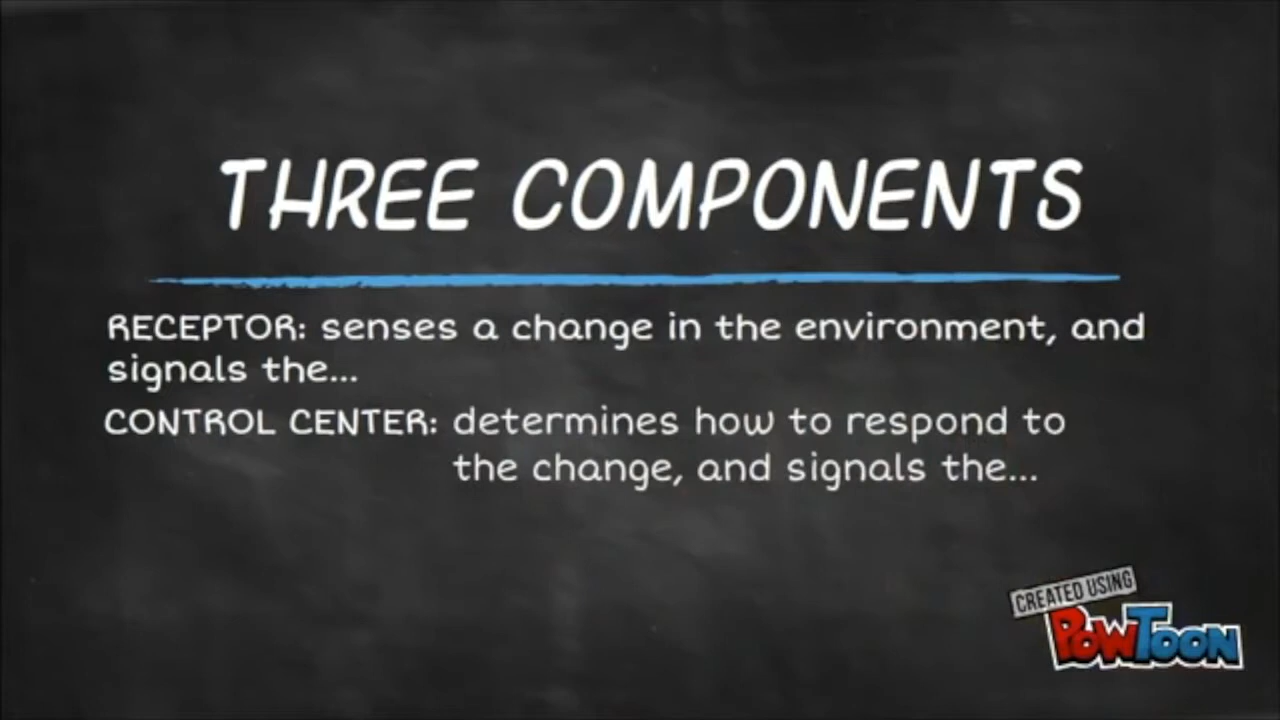 THREE COMPONENTS
RECEPTOR: senses a change in the environment, and
signals the...
CONTROL CENTER: determines how to respond to
the change, and signals the...
CREATED USING
POWTOON